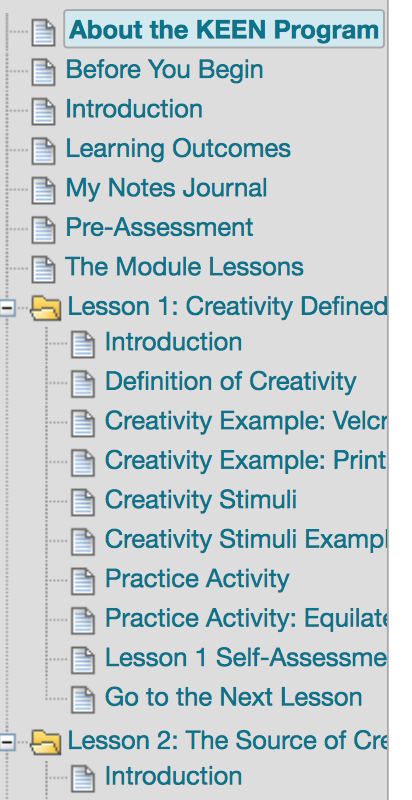 About the KEEN Program
Before You Begin
Introduction
Learning Outcomes
My Notes Journal
Pre-Assessment
The Module Lessons
Lesson 1: Creativity Defined
Introduction
Definition of Creativity
Creativity Example: Velcr
Creativity Example: Print
Creativity Stimuli
Creativity Stimuli Exampl
Practice Activity
Practice Activity: Equilate
Lesson 1 Self-Assessme
Go to the Next Lesson
Lesson 2: The Source of Cre
Introduction